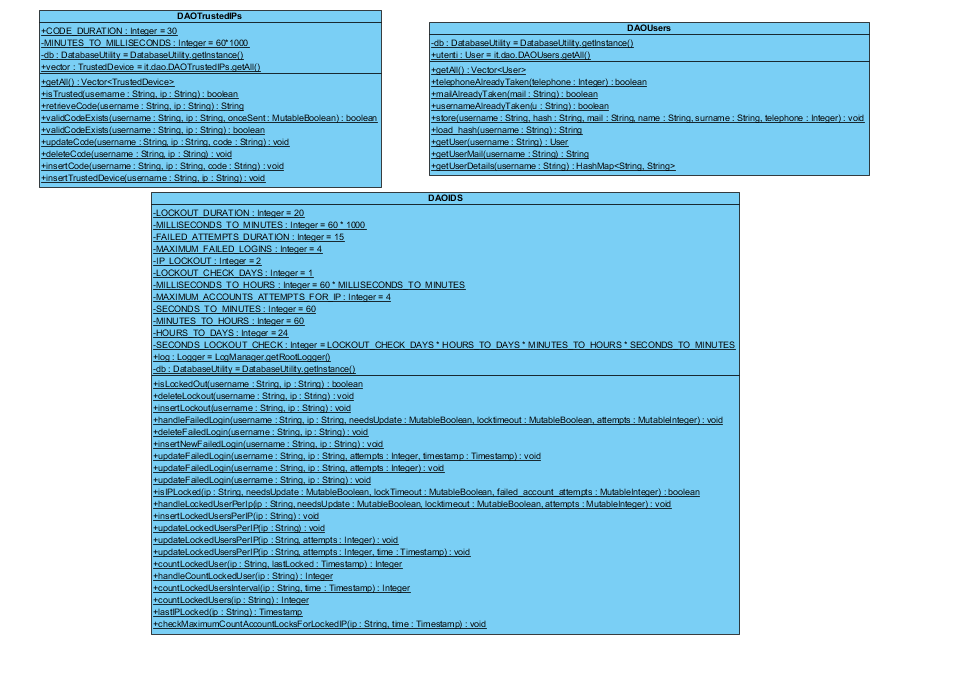 DAOTrustedIPs
+CODE_DURATION : Integer = 30
-MINUTES_TO_MILLISECONDS : Integer = 60*1000
-db : DatabaseUtility = DatabaseUtility.getInstance()
+vector : TrustedDevice = it.dao.DAOTrustedIPs.getAll()
+getAll() : Vector<TrustedDevice>
+isTrusted(username : String, ip : String) : boolean
+retrieveCode(username : String, ip : String) : String
+validCodeExists(username : String, ip : String, onceSent : MutableBoolean) : boolean
+validCodeExists(username : String, ip : String) : boolean
+updateCode(username : String, ip : String, code : String) : void
+deleteCode(username : String, ip : String) : void
+insertCode(username : String, ip : String, code : String) : void
+insertTrustedDevice(username : String, ip : String) : void
DAOUsers
-db : DatabaseUtility = DatabaseUtility.getInstance()
+utenti : User = it.dao.DAOUsers.getAll()
+getAll() : Vector<User>
+telephoneAlreadyTaken(telephone : Integer) : boolean
+mailAlreadyTaken(mail : String) : boolean
+usernameAlreadyTaken(u : String) : boolean
+store(username : String, hash : String, mail : String, name : String, surname : String, telephone : Integer) : void
+load_hash(username : String) : String
+getUser(username : String) : User
+getUserMail(username : String) : String
+getUserDetails(username : String) : HashMap<String, String>
DAOIDS
-LOCKOUT_DURATION : Integer = 20
-MILLISECONDS_TO_MINUTES : Integer = 60 * 1000
-FAILED_ATTEMPTS_DURATION : Integer = 15
-MAXIMUM_FAILED_LOGINS : Integer = 4
-IP_LOCKOUT : Integer = 2
-LOCKOUT_CHECK_DAYS : Integer = 1
-MILLISECONDS_TO_HOURS : Integer = 60 * MILLISECONDS_TO_MINUTES
-MAXIMUM_ACCOUNTS_ATTEMPTS_FOR_IP : Integer = 4
-SECONDS_TO_MINUTES : Integer = 60
-MINUTES_TO_HOURS : Integer = 60
-HOURS_TO_DAYS : Integer = 24
-SECONDS_LOCKOUT_CHECK : Integer = LOCKOUT_CHECK_DAYS * HOURS_TO_DAYS * MINUTES_TO_HOURS * SECONDS_TO_MINUTES
+log : Logger = LogManager.getRootLogger()
-db : DatabaseUtility = DatabaseUtility.getInstance()
+isLockedOut(username : String, ip : String) : boolean
+deleteLockout(username : String, ip : String) : void
+insertLockout(username : String, ip : String) : void
+handleFailedLogin(username : String, ip : String, needsUpdate : MutableBoolean, locktimeout : MutableBoolean, attempts : MutableInteger) : void
+deleteFailedLogin(username : String, ip : String) : void
+insertNewFailedLogin(username : String, ip : String) : void
+updateFailedLogin(username : String, ip : String, attempts : Integer, timestamp : Timestamp) : void
+updateFailedLogin(username : String, ip : String, attempts : Integer) : void
+updateFailedLogin(username : String, ip : String) : void
+isIPLocked(ip : String, needsUpdate : MutableBoolean, lockTimeout : MutableBoolean, failed_account_attempts : MutableInteger) : boolean
+handleLockedUserPerIp(ip : String, needsUpdate : MutableBoolean, locktimeout : MutableBoolean, attempts : MutableInteger) : void
+insertLockedUsersPerIP(ip : String) : void
+updateLockedUsersPerIP(ip : String) : void
+updateLockedUsersPerIP(ip : String, attempts : Integer) : void
+updateLockedUsersPerIP(ip : String, attempts : Integer, time : Timestamp) : void
+countLockedUser(ip : String, lastLocked : Timestamp) : Integer
+handleCountLockedUser(ip : String) : Integer
+countLockedUsersInterval(ip : String, time : Timestamp) : Integer
+countLockedUsers(ip : String) : Integer
+lastIPLocked(ip : String) : Timestamp
+checkMaximumCountAccountLocksForLockedIP(ip : String, time : Timestamp) : void